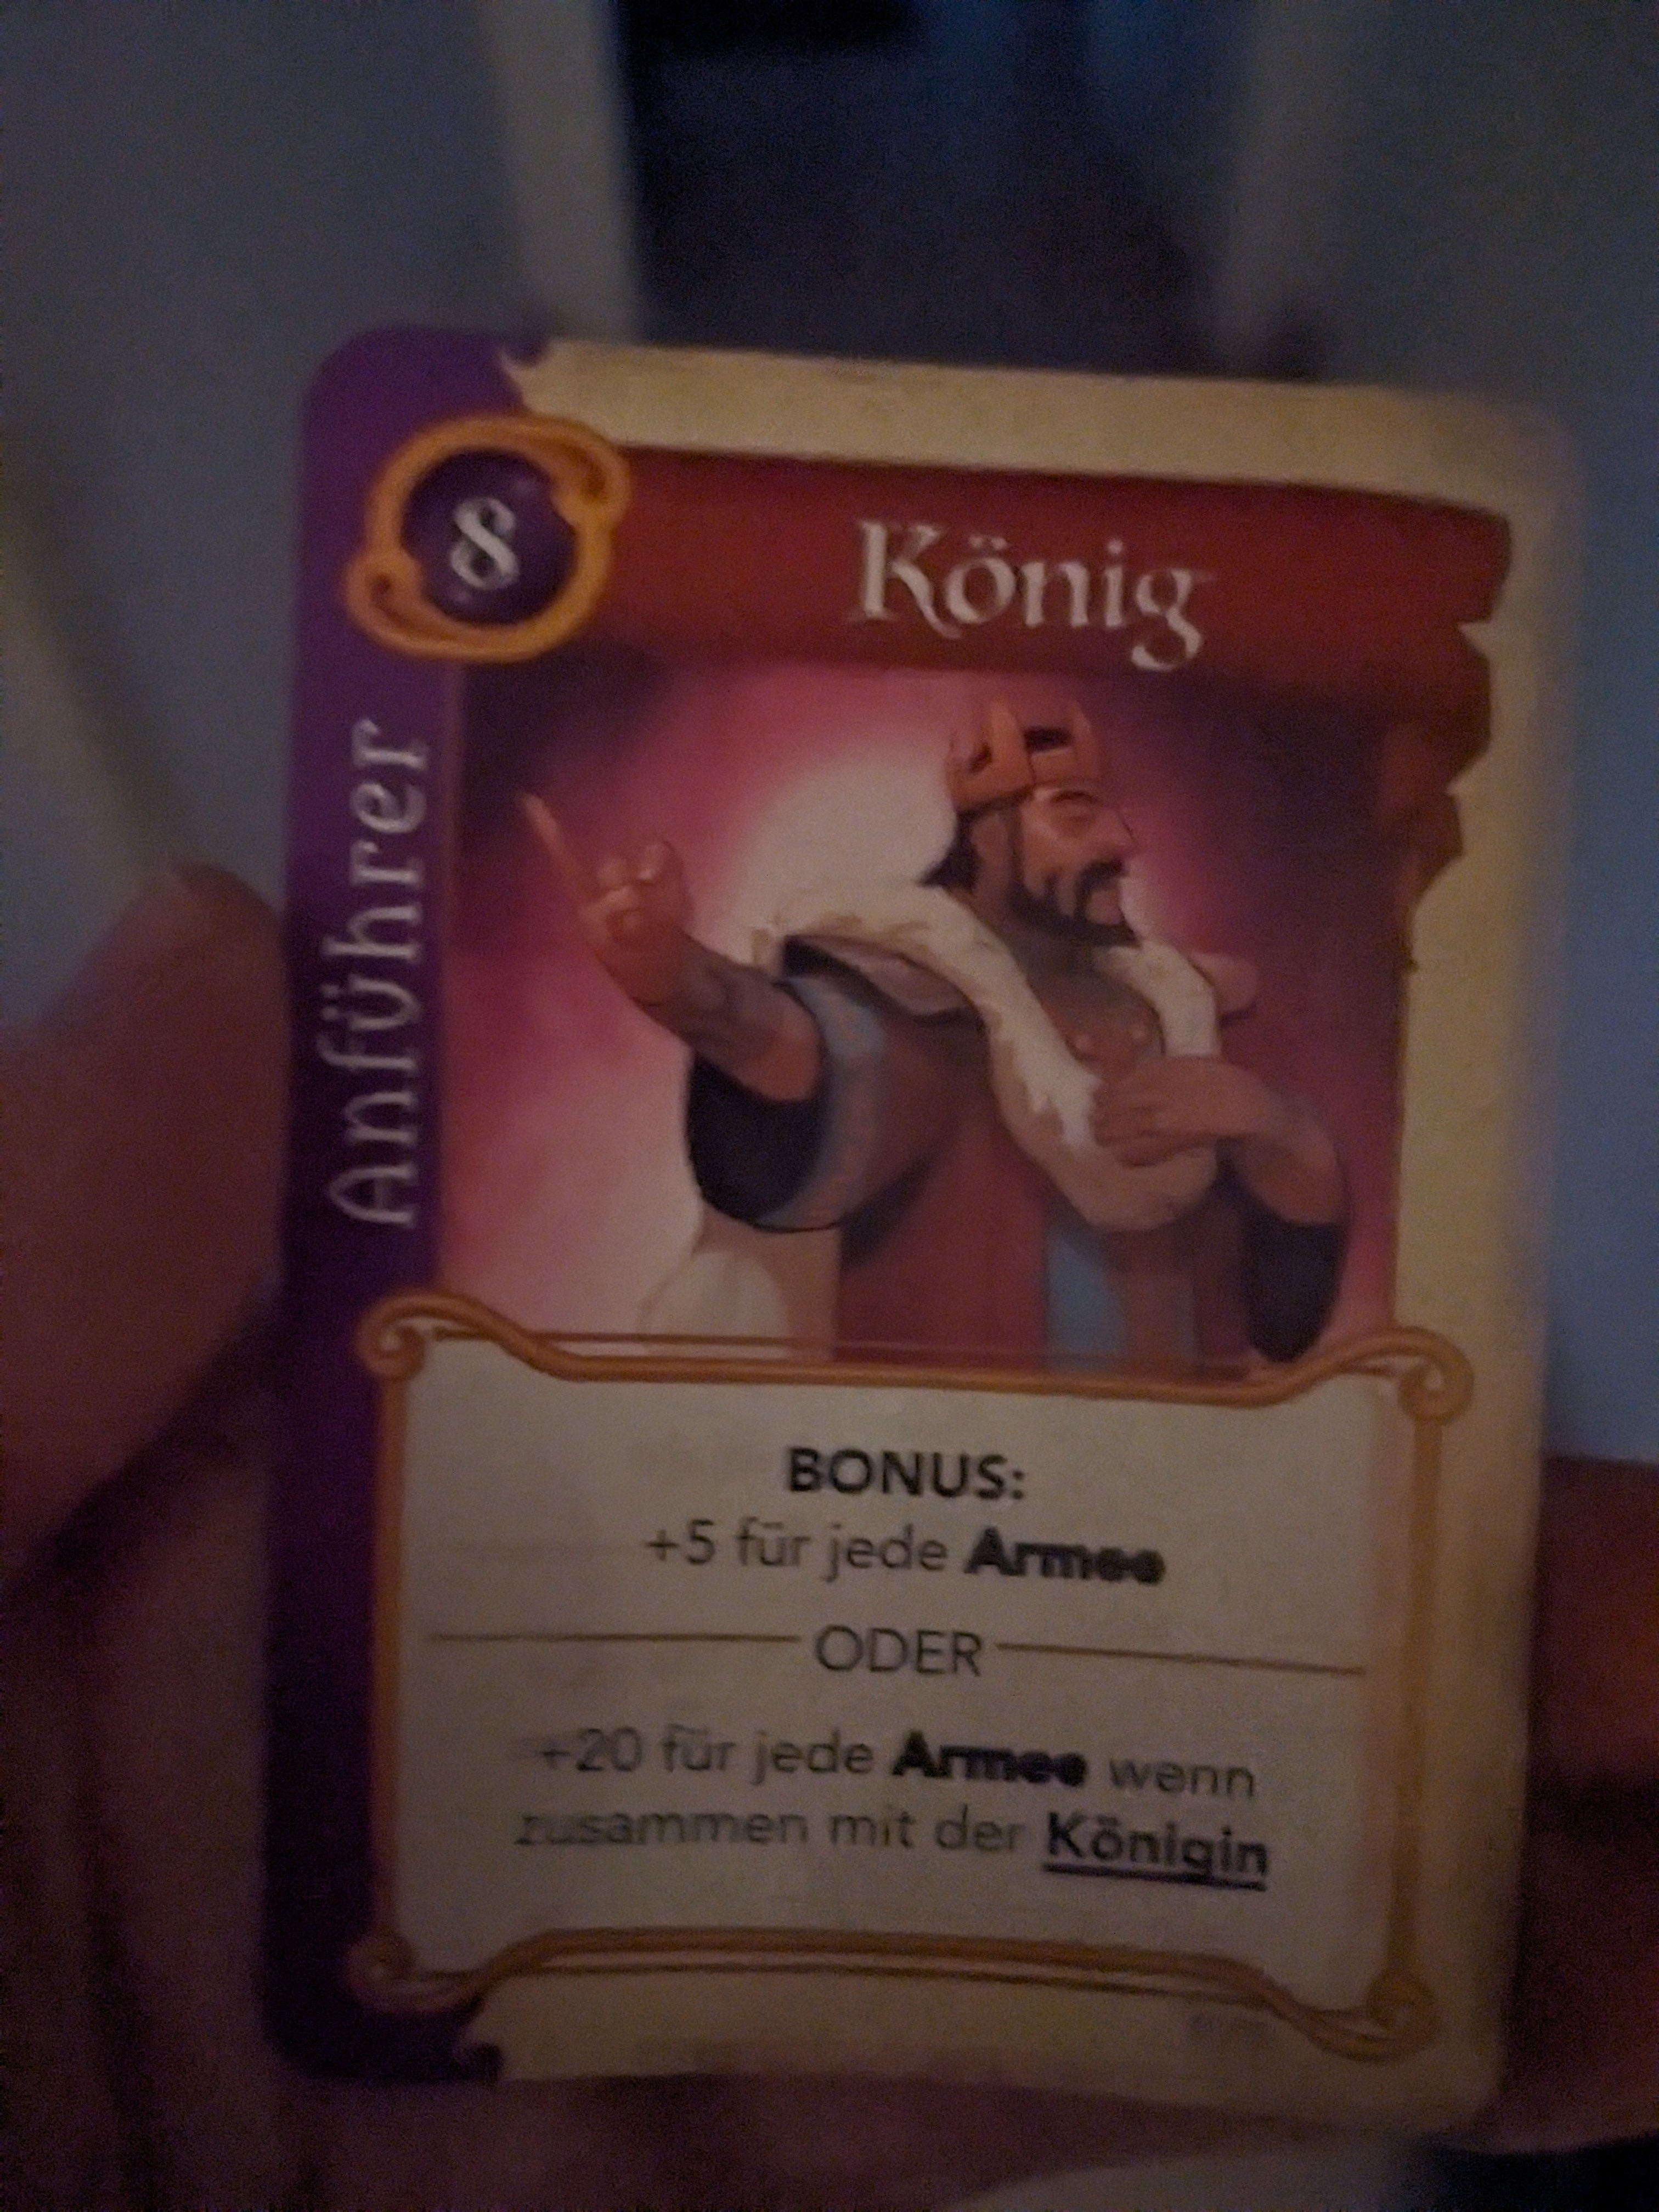 8
König
Anführer
BONUS:
+5 für jede Armee
ODER
+20 für jede Armee wenn
zusammen mit der Königin